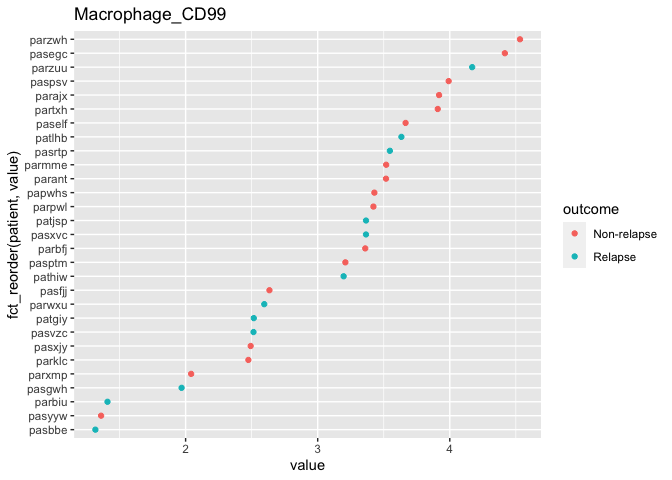 Macrophage_CD99
fct_reorder(patient, value)
parzwh
pasegc
parzuu
paspsv
parajx
partxh
paself
patlhb
pasrtp
parmme
parant
papwhs
parpwl
patjsp
pasxvc
parbfj
pasptm
pathiw
pasfjj
parwxu
patgiy
pasvzc
pasxjy
parklc
parxmp
pasgwh
parbiu
pasyyw
pasbbe
2 3 4
value
outcome
Non-relapse
Relapse